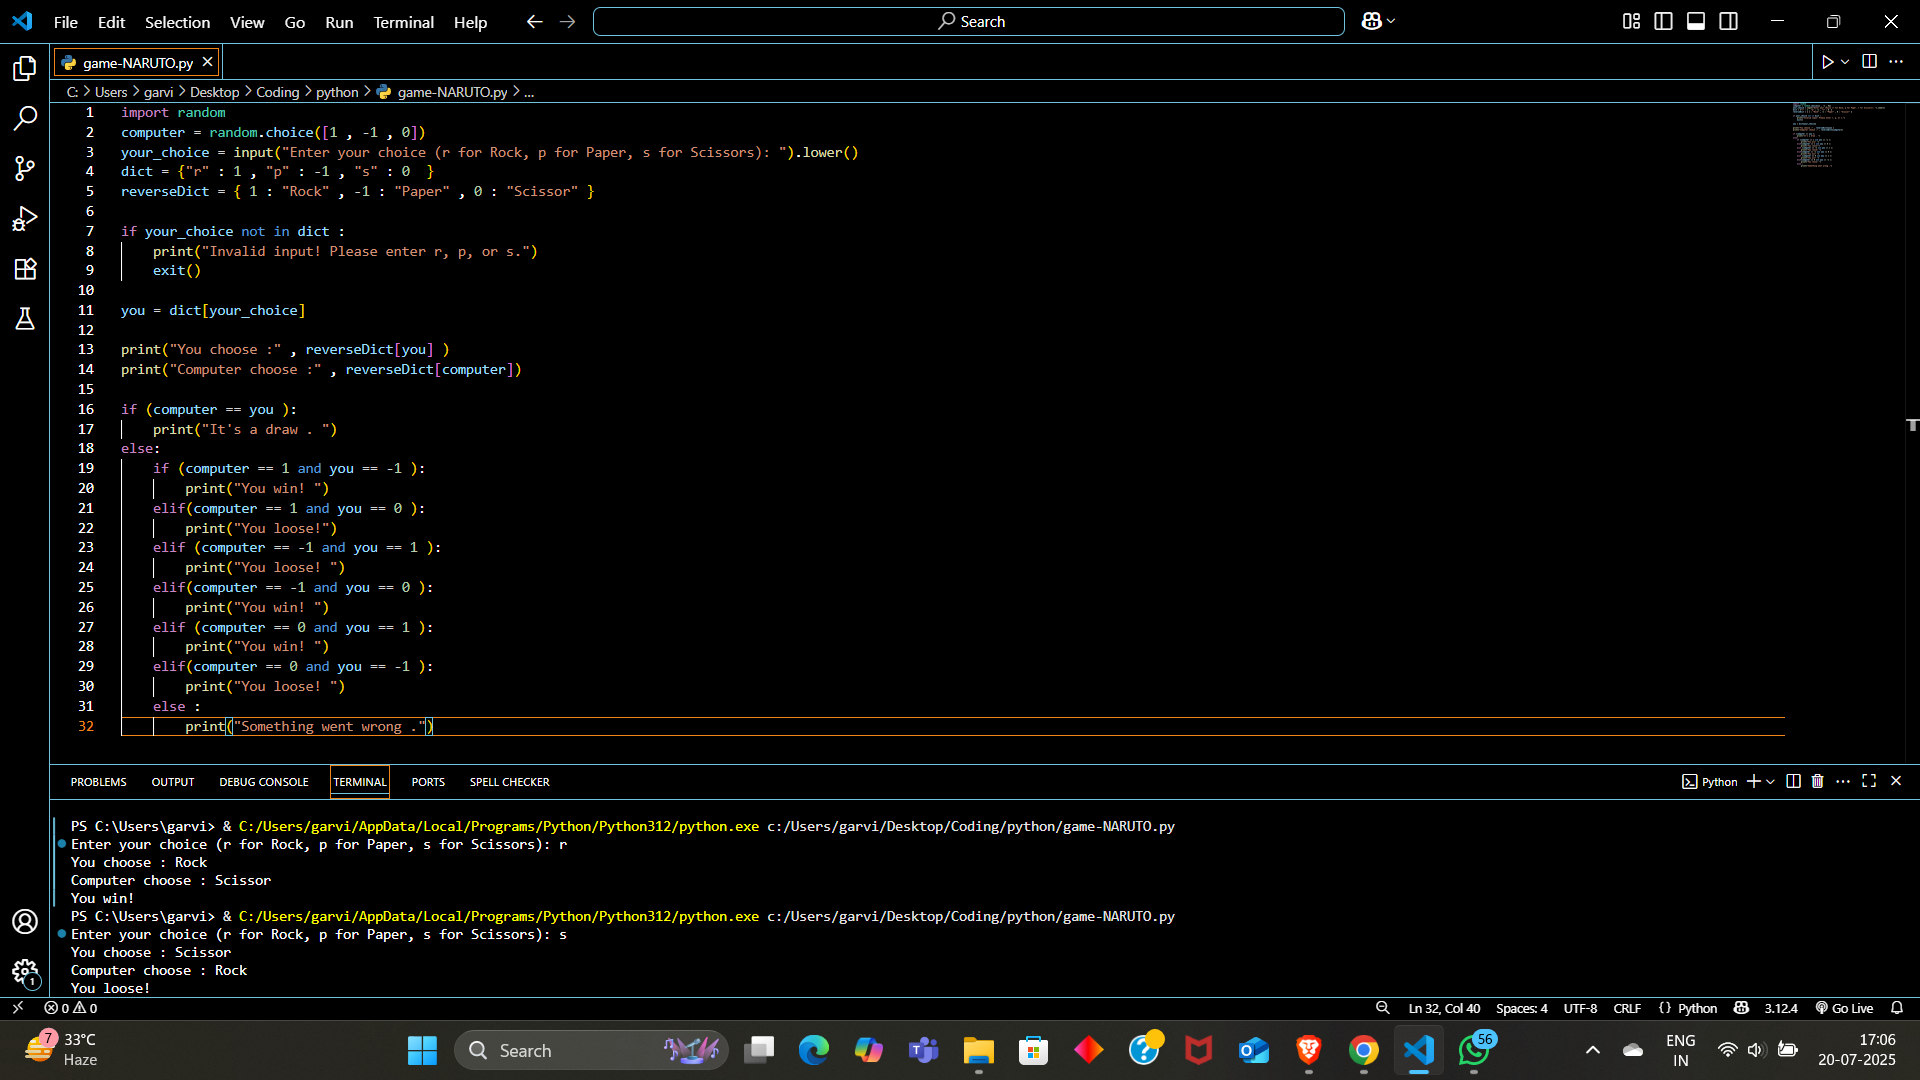 File Edit Selection View Go Run Terminal Help Search
game-NARUTO.py
C: > Users > garvi > Desktop > Coding > python > game-NARUTO.py > ...
1 import random
2 computer = random.choice([1 , -1 , 0])
3 your_choice = input("Enter your choice (r for Rock, p for Paper, s for Scissors): ").lower()
4 dict = {"r" : 1 , "p" : -1 , "s" : 0  }
5 reverseDict = { 1 : "Rock" , -1 : "Paper" , 0 : "Scissor" }
6
7 if your_choice not in dict :
8     print("Invalid input! Please enter r, p, or s.")
9     exit()
10
11 you = dict[your_choice]
12
13 print("You choose :" , reverseDict[you] )
14 print("Computer choose :" , reverseDict[computer])
15
16 if (computer == you ):
17     print("It's a draw . ")
18 else:
19     if (computer == 1 and you == -1 ):
20         print("You win! ")
21     elif(computer == 1 and you == 0 ):
22         print("You loose!")
23     elif (computer == -1 and you == 1 ):
24         print("You loose! ")
25     elif(computer == -1 and you == 0 ):
26         print("You win! ")
27     elif (computer == 0 and you == 1 ):
28         print("You win! ")
29     elif(computer == 0 and you == -1 ):
30         print("You loose! ")
31     else :
32         print("Something went wrong .")
PROBLEMS OUTPUT DEBUG CONSOLE TERMINAL PORTS SPELL CHECKER Python
PS C:\Users\garvi> & C:/Users/garvi/AppData/Local/Programs/Python/Python312/python.exe c:/Users/garvi/Desktop/Coding/python/game-NARUTO.py
Enter your choice (r for Rock, p for Paper, s for Scissors): r
You choose : Rock
Computer choose : Scissor
You win!
PS C:\Users\garvi> & C:/Users/garvi/AppData/Local/Programs/Python/Python312/python.exe c:/Users/garvi/Desktop/Coding/python/game-NARUTO.py
Enter your choice (r for Rock, p for Paper, s for Scissors): s
You choose : Scissor
Computer choose : Rock
You loose!
1
0 0 Ln 32, Col 40 Spaces: 4 UTF-8 CRLF {} Python 3.12.4 Go Live
7 33°C
Haze
Search
56
ENG
IN
17:06
20-07-2025